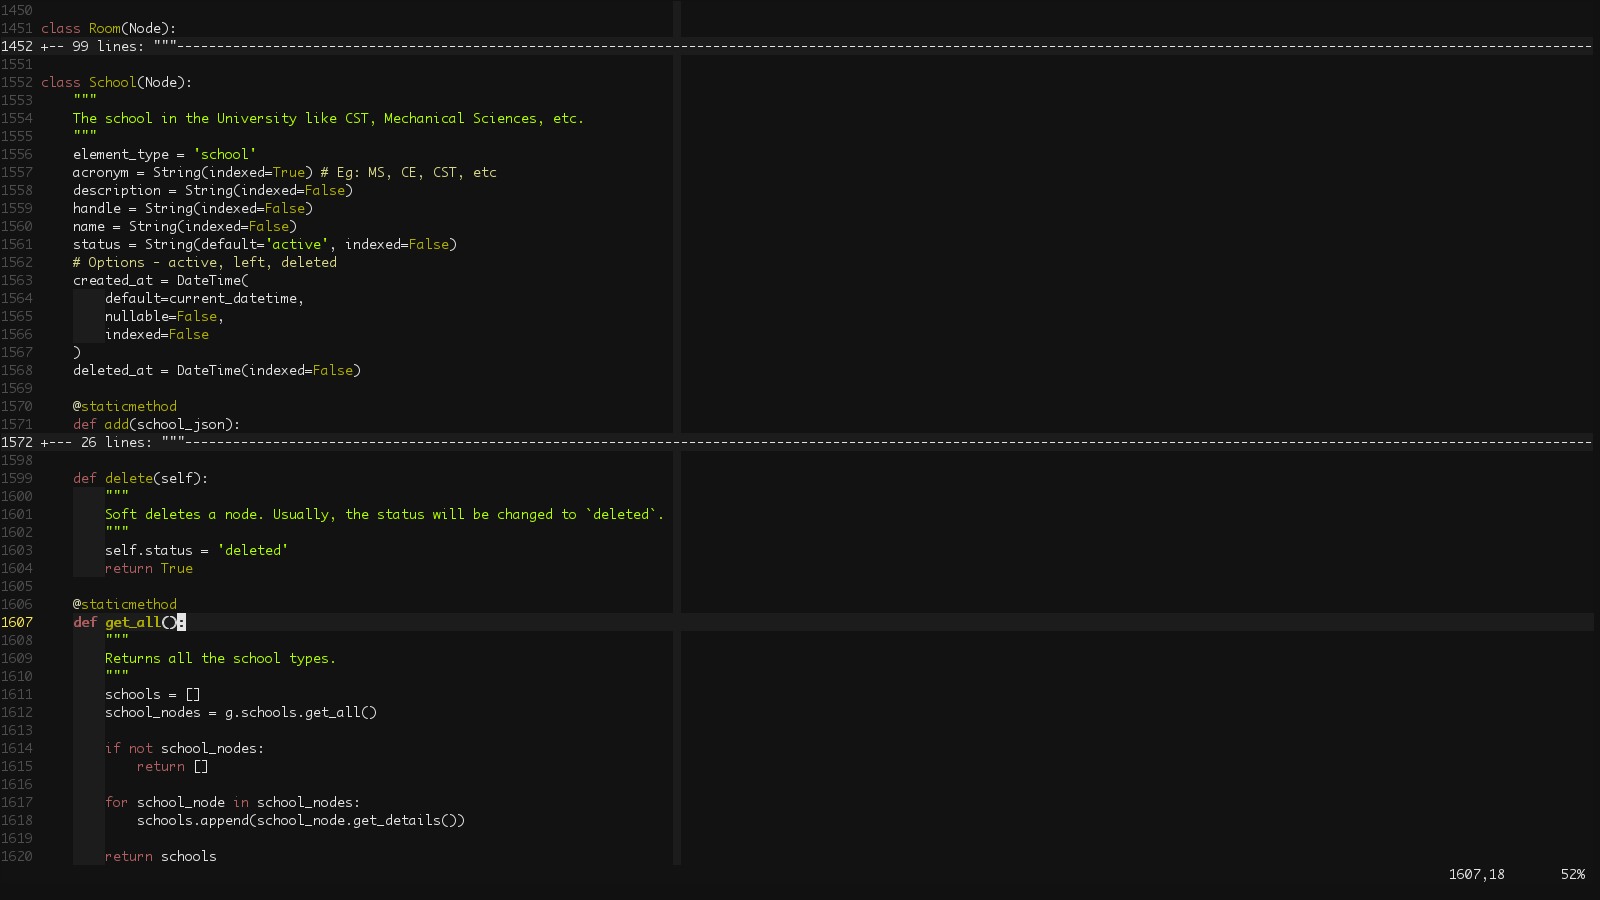 1450
1451 class Room(Node):
1452 +-- 99 lines: """---------------------------------------------------------------------------------------------------------------------------------------------------------------------------------
1551
1552 class School(Node):
1553     """
1554     The school in the University like CST, Mechanical Sciences, etc.
1555     """
1556     element_type = 'school'
1557     acronym = String(indexed=True) # Eg: MS, CE, CST, etc
1558     description = String(indexed=False)
1559     handle = String(indexed=False)
1560     name = String(indexed=False)
1561     status = String(default='active', indexed=False)
1562     # Options - active, left, deleted
1563     created_at = DateTime(
1564         default=current_datetime,
1565         nullable=False,
1566         indexed=False
1567     )
1568     deleted_at = DateTime(indexed=False)
1569
1570     @staticmethod
1571     def add(school_json):
1572 +--- 26 lines: """--------------------------------------------------------------------------------------------------------------------------------------------------------------------------------
1598
1599     def delete(self):
1600         """
1601         Soft deletes a node. Usually, the status will be changed to `deleted`.
1602         """
1603         self.status = 'deleted'
1604         return True
1605
1606     @staticmethod
1607     def get_all():
1608         """
1609         Returns all the school types.
1610         """
1611         schools = []
1612         school_nodes = g.schools.get_all()
1613
1614         if not school_nodes:
1615             return []
1616
1617         for school_node in school_nodes:
1618             schools.append(school_node.get_details())
1619
1620         return schools
1607,18       52%